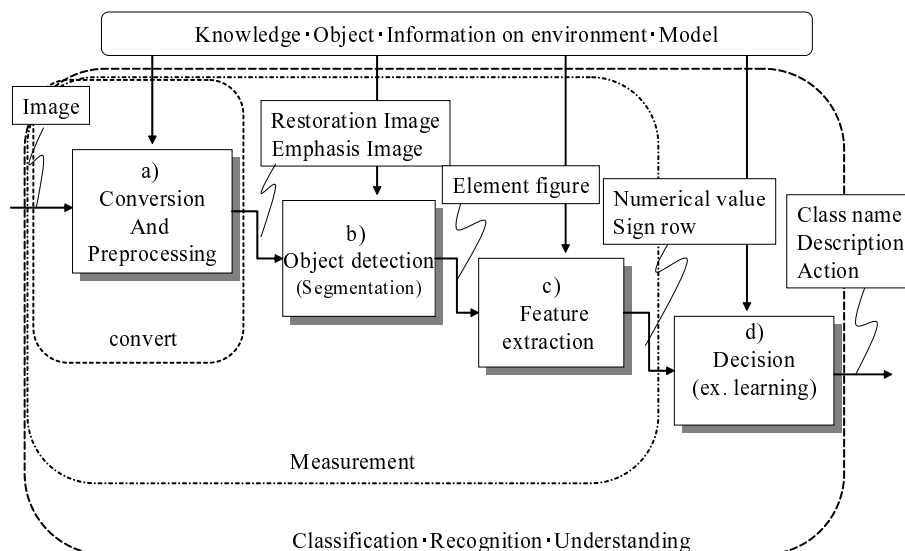 Knowledge・Object・Information on environment・Model
Image
Restoration Image
Emphasis Image
a)
Conversion
And
Preprocessing
Element figure
Numerical value
Sign row
Class name
Description
Action
b)
Object detection
(Segmentation)
c)
Feature
extraction
d)
Decision
(ex. learning)
convert
Measurement
Classification・Recognition・Understanding